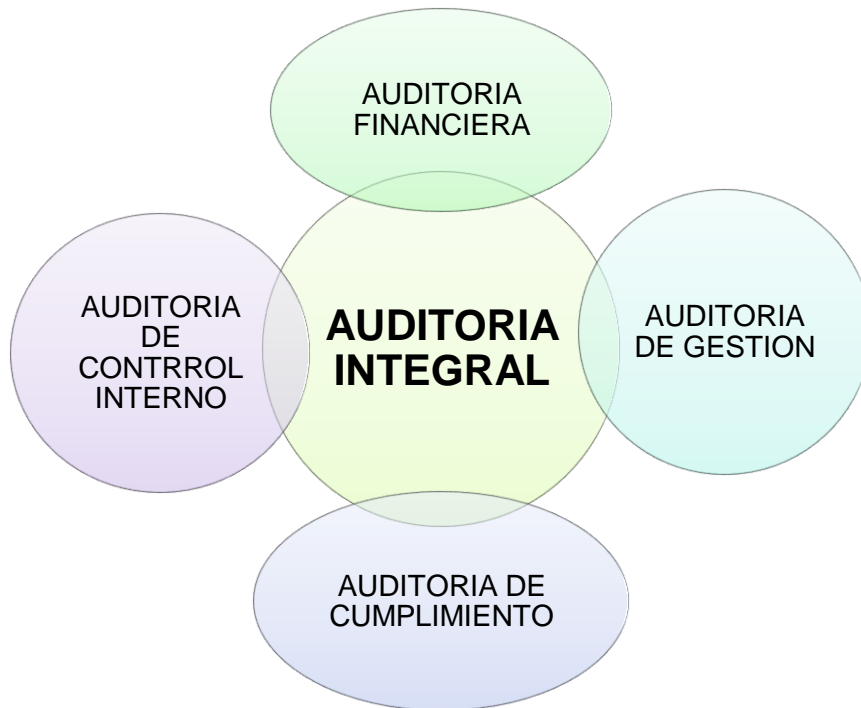 AUDITORIA
FINANCIERA
AUDITORIA
DE
CONTRROL
INTERNO
AUDITORIA
INTEGRAL
AUDITORIA
DE GESTION
AUDITORIA DE
CUMPLIMIENTO